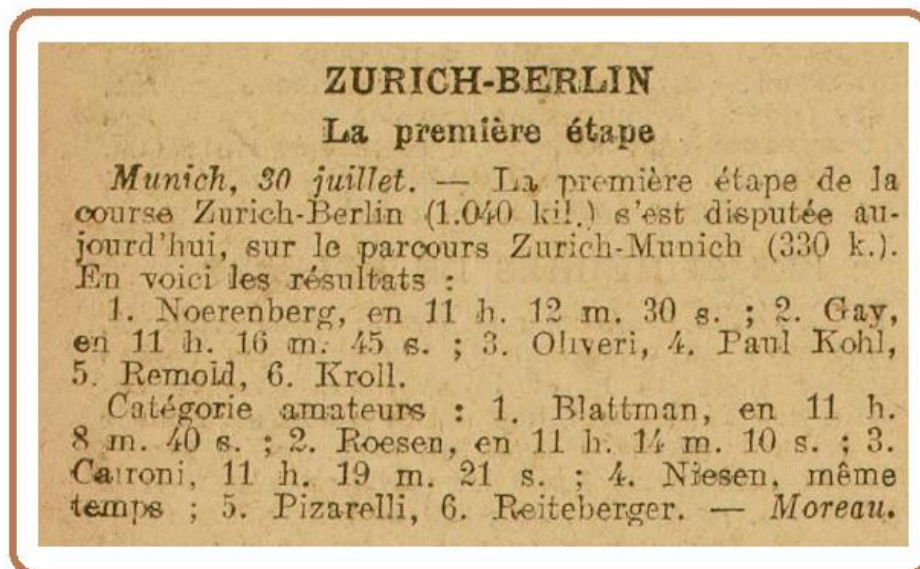 ZURICH-BERLIN
La première étape
Munich, 30 juillet. — La première étape de la
course Zurich-Berlin (1.040 kil.) s'est disputée au-
jourd'hui, sur le parcours Zurich-Munich (330 k.).
En voici les résultats :
1. Noerenberg, en 11 h. 12 m. 30 s. ; 2. Gay,
en 11 h. 16 m. 45 s. ; 3. Oliveri, 4. Paul Kohl,
5. Remold, 6. Kroll.
Catégorie amateurs : 1. Blattman, en 11 h.
8 m. 40 s. ; 2. Roesen, en 11 h. 14 m. 10 s. ; 3.
Caironi, 11 h. 19 m. 21 s. ; 4. Niesen, même
temps ; 5. Pizarelli, 6. Reiteberger. — Moreau.